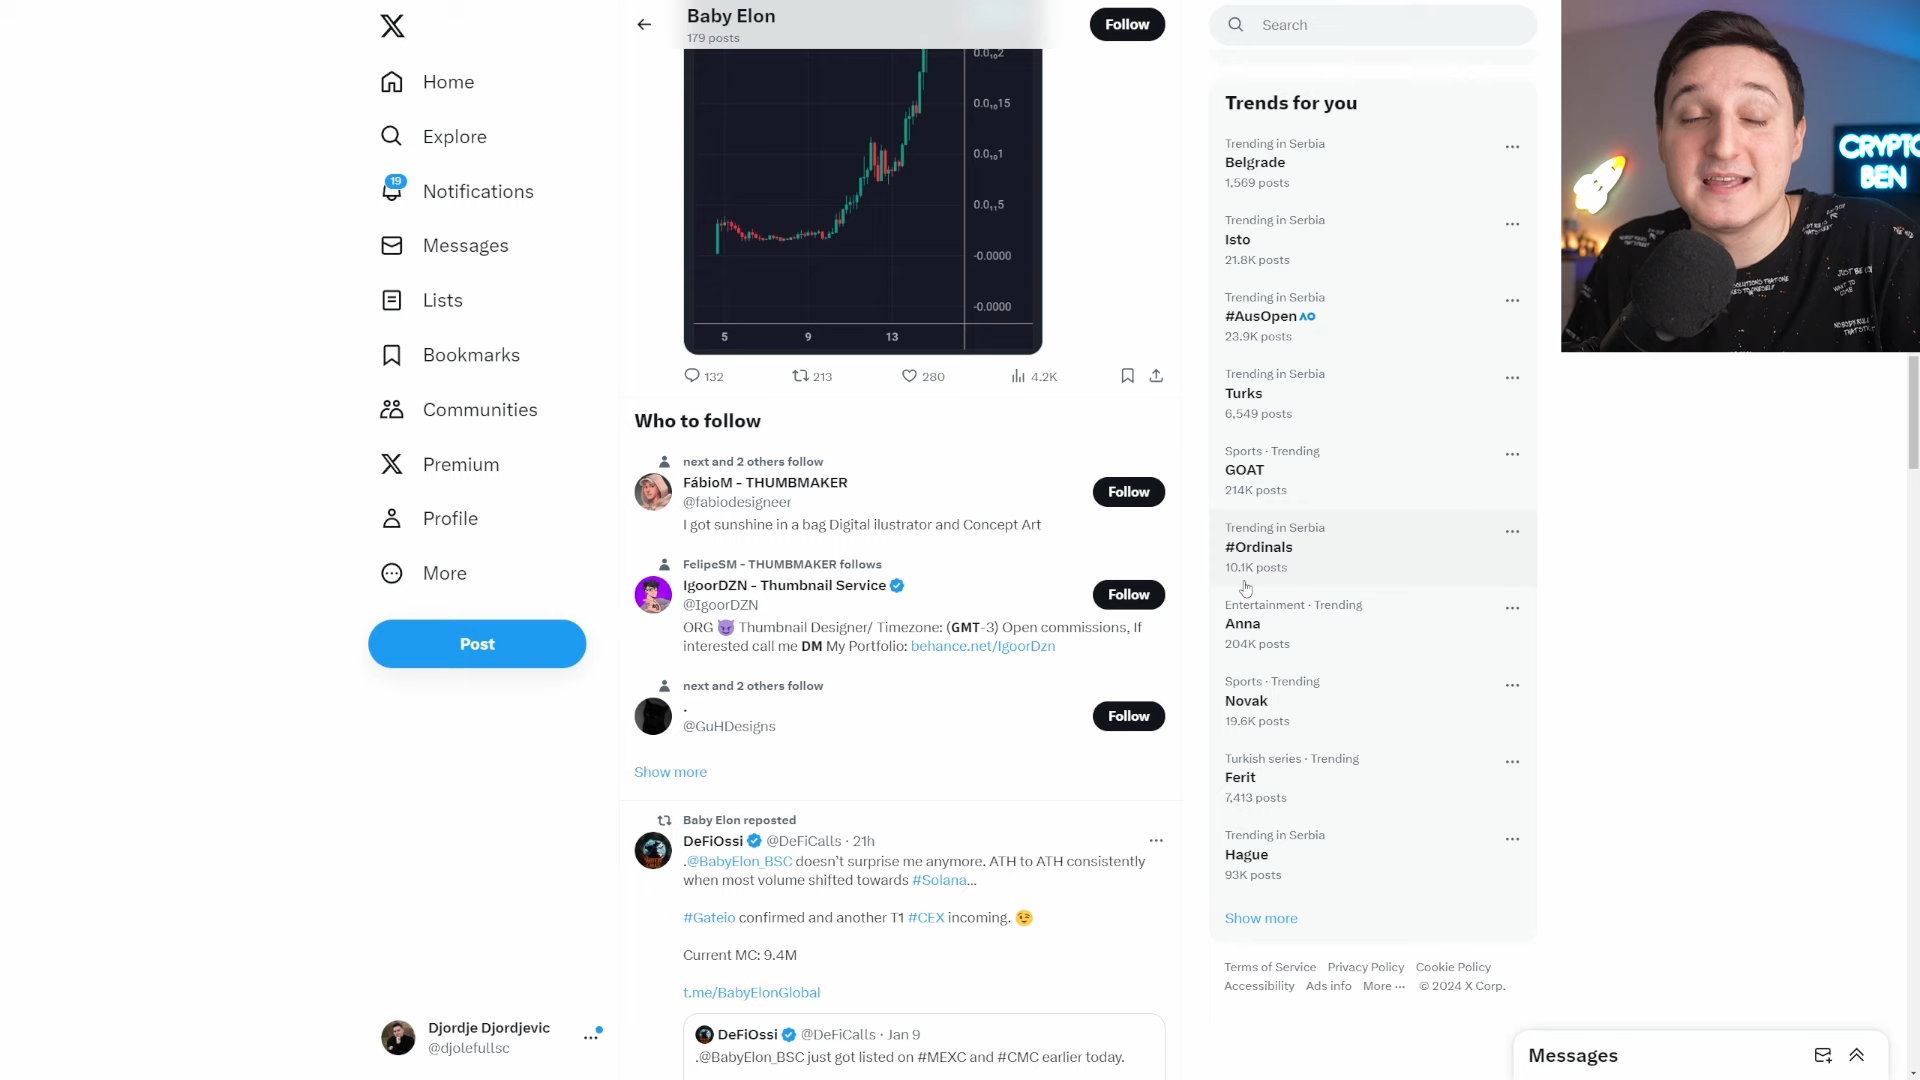 Home
Explore
19
Notifications
Messages
Lists
Bookmarks
Communities
Premium
Profile
More
Post
Djordje Djordjevic
@djolefullsc
Baby Elon
179 posts
Follow
0.0₁₀2
0.0₁₀15
0.0₁₀1
0.0₁₁5
-0.0000
-0.0000
5 9 13
132 213 280 4.2K
Who to follow
next and 2 others follow
FábioM - THUMBMAKER
@fabiodesigneer
Follow
I got sunshine in a bag Digital ilustrator and Concept Art
FelipeSM - THUMBMAKER follows
IgoorDZN - Thumbnail Service
@IgoorDZN
Follow
ORG 😈 Thumbnail Designer/ Timezone: (GMT-3) Open commissions, If
interested call me DM My Portfolio: behance.net/IgoorDzn
next and 2 others follow
.
@GuHDesigns
Follow
Show more
Baby Elon reposted
DeFiOssi @DeFiCalls · 21h
.@BabyElon_BSC doesn't surprise me anymore. ATH to ATH consistently
when most volume shifted towards #Solana...
#Gateio confirmed and another T1 #CEX incoming. 😉
Current MC: 9.4M
t.me/BabyElonGlobal
DeFiOssi @DeFiCalls · Jan 9
.@BabyElon_BSC just got listed on #MEXC and #CMC earlier today.
Search
Trends for you
Trending in Serbia
Belgrade
1,569 posts
Trending in Serbia
Isto
21.8K posts
Trending in Serbia
#AusOpen AO
23.9K posts
Trending in Serbia
Turks
6,549 posts
Sports · Trending
GOAT
214K posts
Trending in Serbia
#Ordinals
10.1K posts
Entertainment · Trending
Anna
204K posts
Sports · Trending
Novak
19.6K posts
Turkish series · Trending
Ferit
7,413 posts
Trending in Serbia
Hague
93K posts
Show more
Terms of Service Privacy Policy Cookie Policy
Accessibility Ads info More ··· © 2024 X Corp.
Messages
CRYPTO
BEN